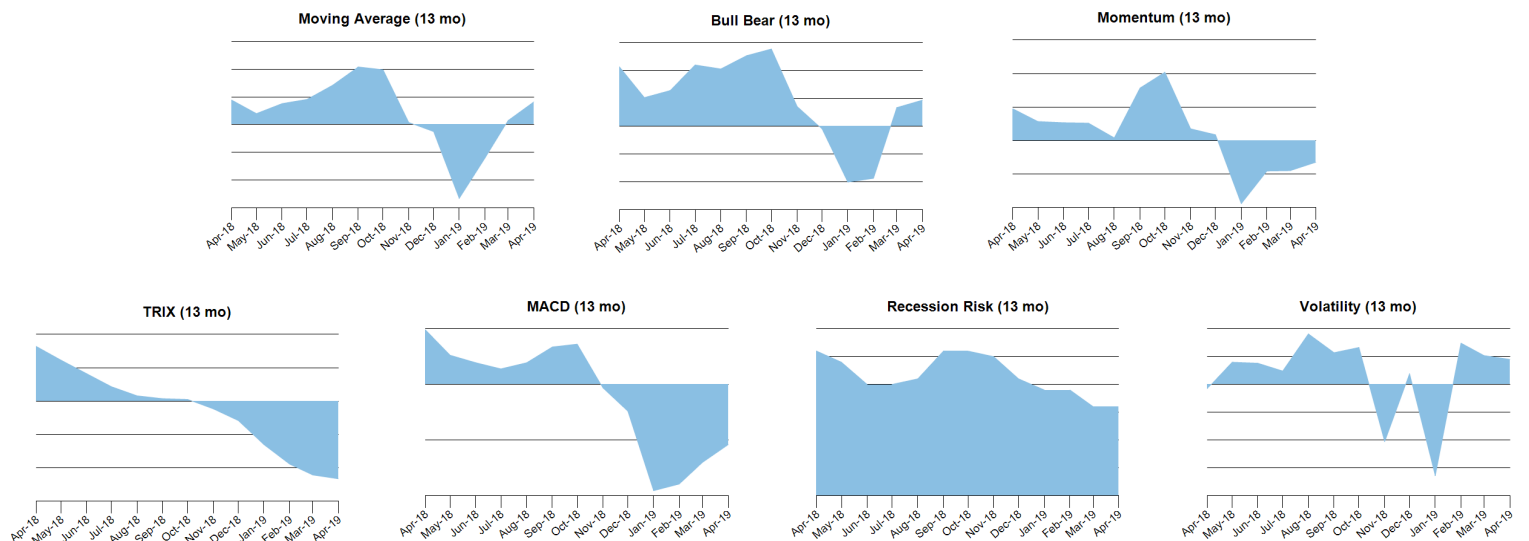 Moving Average (13 mo)
Apr-18
May-18
Jun-18
Jul-18
Aug-18
Sep-18
Oct-18
Nov-18
Dec-18
Jan-19
Feb-19
Mar-19
Apr-19
Bull Bear (13 mo)
Apr-18
May-18
Jun-18
Jul-18
Aug-18
Sep-18
Oct-18
Nov-18
Dec-18
Jan-19
Feb-19
Mar-19
Apr-19
Momentum (13 mo)
Apr-18
May-18
Jun-18
Jul-18
Aug-18
Sep-18
Oct-18
Nov-18
Dec-18
Jan-19
Feb-19
Mar-19
Apr-19
TRIX (13 mo)
Apr-18
May-18
Jun-18
Jul-18
Aug-18
Sep-18
Oct-18
Nov-18
Dec-18
Jan-19
Feb-19
Mar-19
Apr-19
MACD (13 mo)
Apr-18
May-18
Jun-18
Jul-18
Aug-18
Sep-18
Oct-18
Nov-18
Dec-18
Jan-19
Feb-19
Mar-19
Apr-19
Recession Risk (13 mo)
Apr-18
May-18
Jun-18
Jul-18
Aug-18
Sep-18
Oct-18
Nov-18
Dec-18
Jan-19
Feb-19
Mar-19
Apr-19
Volatility (13 mo)
Apr-18
May-18
Jun-18
Jul-18
Aug-18
Sep-18
Oct-18
Nov-18
Dec-18
Jan-19
Feb-19
Mar-19
Apr-19